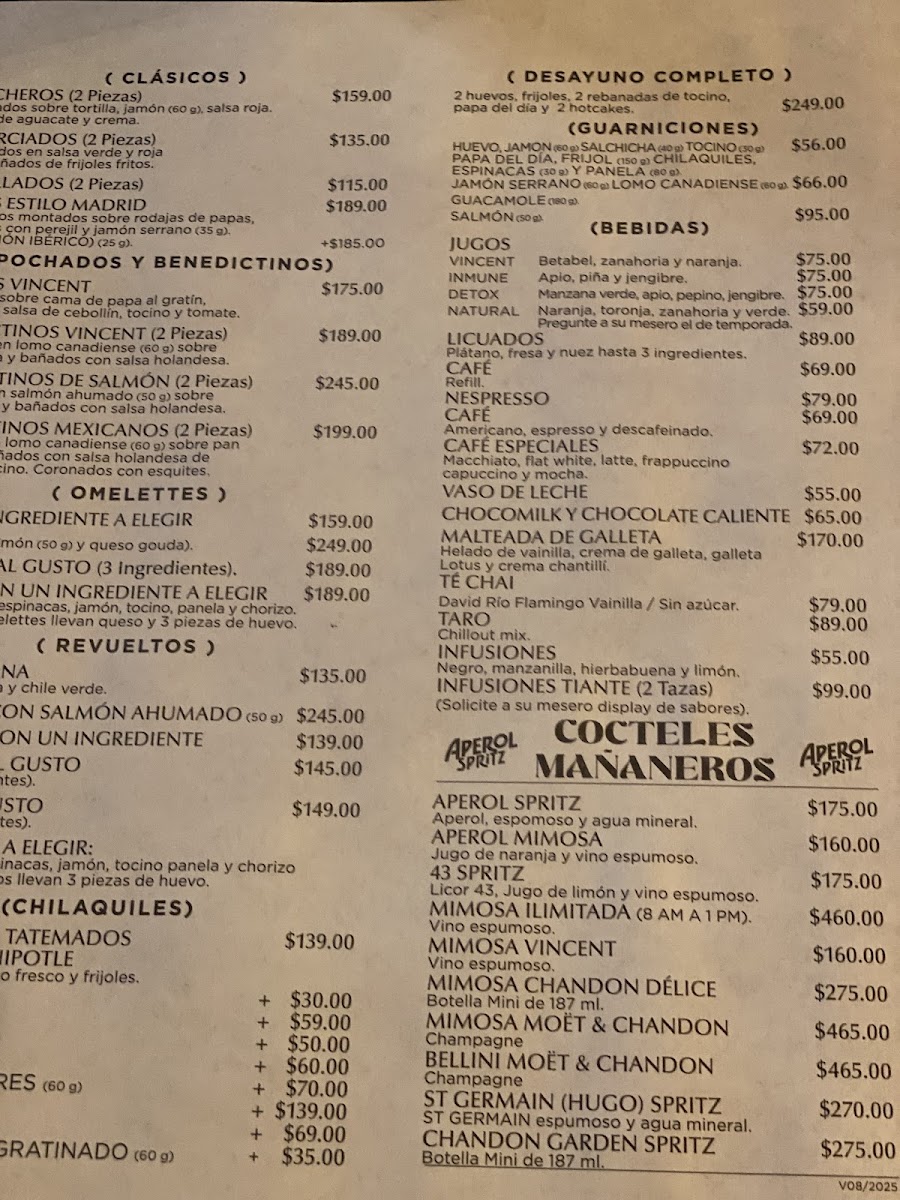 ( CLÁSICOS )
CHEROS (2 Piezas) $159.00
dos sobre tortilla, jamón (60 g), salsa roja.
de aguacate y crema.
RCIADOS (2 Piezas) $135.00
dos en salsa verde y roja
ñados de frijoles fritos.
LLADOS (2 Piezas) $115.00
S ESTILO MADRID $189.00
os montados sobre rodajas de papas,
con perejil y jamón serrano (35 g).
ÓN IBÉRICO) (25 g). +$185.00
POCHADOS Y BENEDICTINOS)
S VINCENT $175.00
sobre cama de papa al gratín,
salsa de cebollín, tocino y tomate.
TINOS VINCENT (2 Piezas) $189.00
en lomo canadiense (60 g) sobre
a y bañados con salsa holandesa.
TINOS DE SALMÓN (2 Piezas) $245.00
n salmón ahumado (50 g) sobre
y bañados con salsa holandesa.
INOS MEXICANOS (2 Piezas) $199.00
lomo canadiense (60 g) sobre pan
ñados con salsa holandesa de
cino. Coronados con esquites.
( OMELETTES )
NGREDIENTE A ELEGIR $159.00
món (50 g) y queso gouda). $249.00
AL GUSTO (3 Ingredientes). $189.00
ON UN INGREDIENTE A ELEGIR $189.00
espinacas, jamón, tocino, panela y chorizo.
elettes llevan queso y 3 piezas de huevo.
( REVUELTOS )
NA $135.00
a y chile verde.
CON SALMÓN AHUMADO (50 g) $245.00
ON UN INGREDIENTE $139.00
L GUSTO $145.00
ntes).
USTO $149.00
tes).
A ELEGIR:
inacas, jamón, tocino panela y chorizo
os llevan 3 piezas de huevo.
(CHILAQUILES)
TATEMADOS $139.00
HIPOTLE
o fresco y frijoles.
+ $30.00
+ $59.00
+ $50.00
+ $60.00
RES (60 g) + $70.00
+ $139.00
+ $69.00
GRATINADO (60 g) + $35.00
( DESAYUNO COMPLETO )
2 huevos, frijoles, 2 rebanadas de tocino,
papa del día y 2 hotcakes. $249.00
(GUARNICIONES)
HUEVO, JAMÓN (60 g) SALCHICHA (40 g) TOCINO (30 g) $56.00
PAPA DEL DÍA, FRIJOL (150 g) CHILAQUILES,
ESPINACAS (30 g) Y PANELA (80 g).
JAMÓN SERRANO (60 g) LOMO CANADIENSE (60 g). $66.00
GUACAMOLE (180 g).
SALMÓN (50 g). $95.00
(BEBIDAS)
JUGOS
VINCENT Betabel, zanahoria y naranja. $75.00
INMUNE Apio, piña y jengibre. $75.00
DETOX Manzana verde, apio, pepino, jengibre. $75.00
NATURAL Naranja, toronja, zanahoria y verde. $59.00
Pregunte a su mesero el de temporada.
LICUADOS $89.00
Plátano, fresa y nuez hasta 3 ingredientes.
CAFÉ $69.00
Refill.
NESPRESSO $79.00
CAFÉ $69.00
Americano, espresso y descafeinado.
CAFÉ ESPECIALES $72.00
Macchiato, flat white, latte, frappuccino
capuccino y mocha.
VASO DE LECHE $55.00
CHOCOMILK Y CHOCOLATE CALIENTE $65.00
MALTEADA DE GALLETA $170.00
Helado de vainilla, crema de galleta, galleta
Lotus y crema chantillí.
TÉ CHAI
David Río Flamingo Vainilla / Sin azúcar. $79.00
TARO $89.00
Chillout mix.
INFUSIONES $55.00
Negro, manzanilla, hierbabuena y limón.
INFUSIONES TIANTE (2 Tazas) $99.00
(Solicite a su mesero display de sabores).
APEROL SPRITZ COCTELES MAÑANEROS APEROL SPRITZ
APEROL SPRITZ $175.00
Aperol, espomoso y agua mineral.
APEROL MIMOSA $160.00
Jugo de naranja y vino espumoso.
43 SPRITZ $175.00
Licor 43, Jugo de limón y vino espumoso.
MIMOSA ILIMITADA (8 AM A 1 PM). $460.00
Vino espumoso.
MIMOSA VINCENT $160.00
Vino espumoso.
MIMOSA CHANDON DÉLICE $275.00
Botella Mini de 187 ml.
MIMOSA MOËT & CHANDON $465.00
Champagne
BELLINI MOËT & CHANDON $465.00
Champagne
ST GERMAIN (HUGO) SPRITZ $270.00
ST GERMAIN espumoso y agua mineral.
CHANDON GARDEN SPRITZ $275.00
Botella Mini de 187 ml.
V08/2025